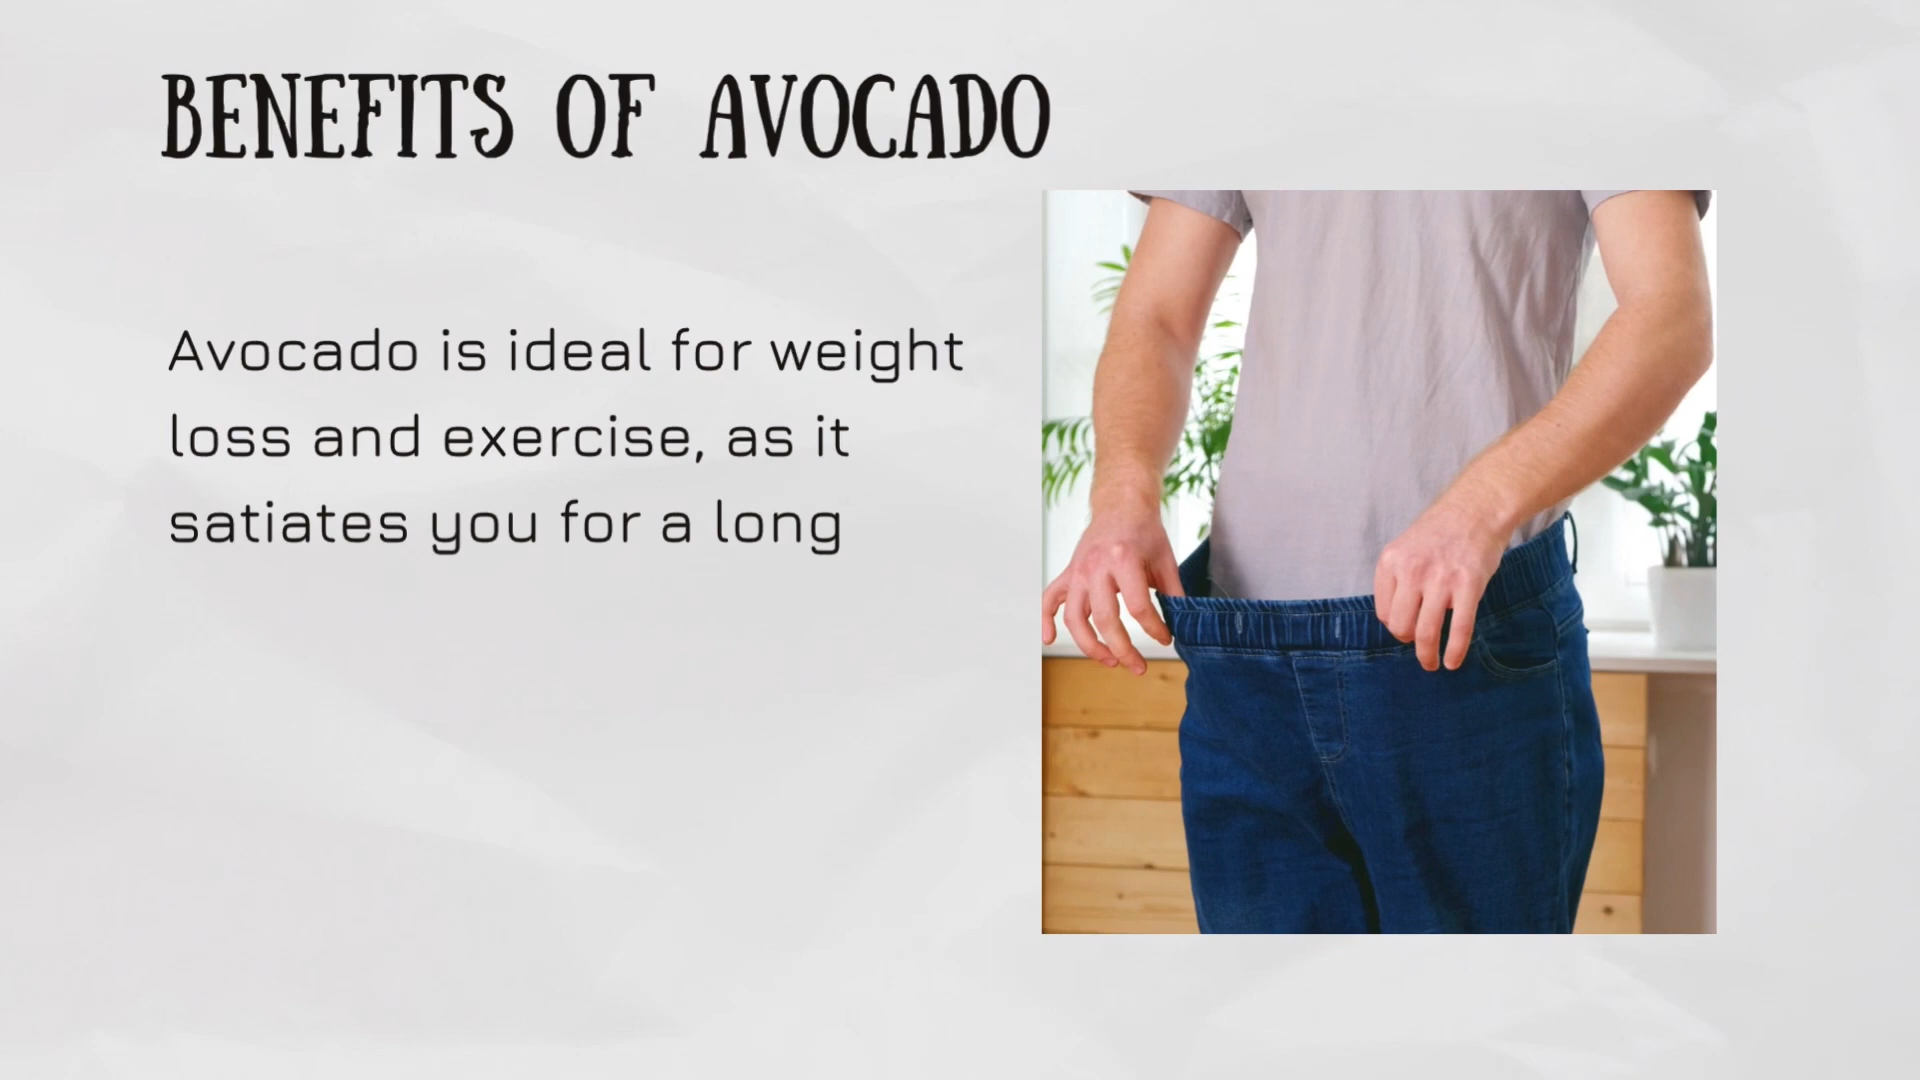 BENEFITS OF AVOCADO
Avocado is ideal for weight
loss and exercise, as it
satiates you for a long